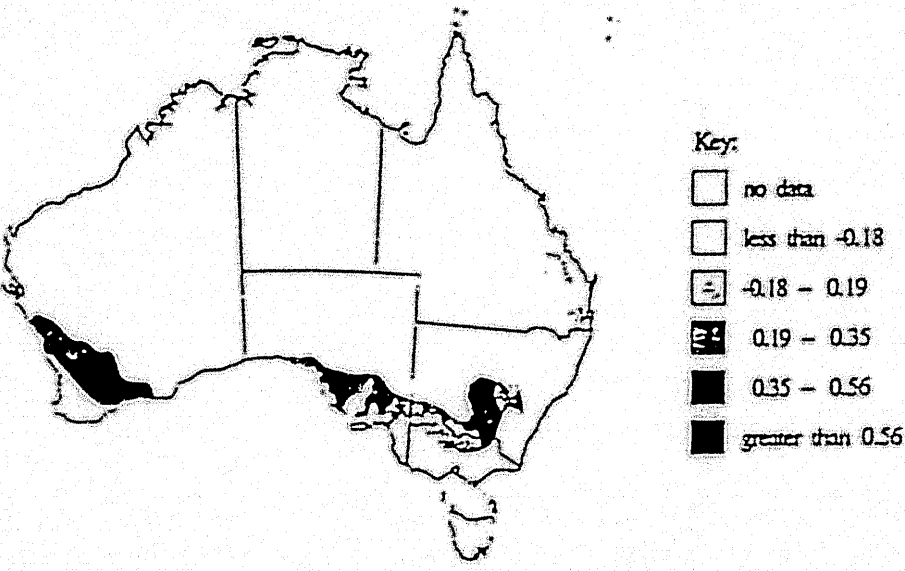 Key:
no data
less than -0.18
-0.18 – 0.19
0.19 – 0.35
0.35 – 0.56
greater than 0.56